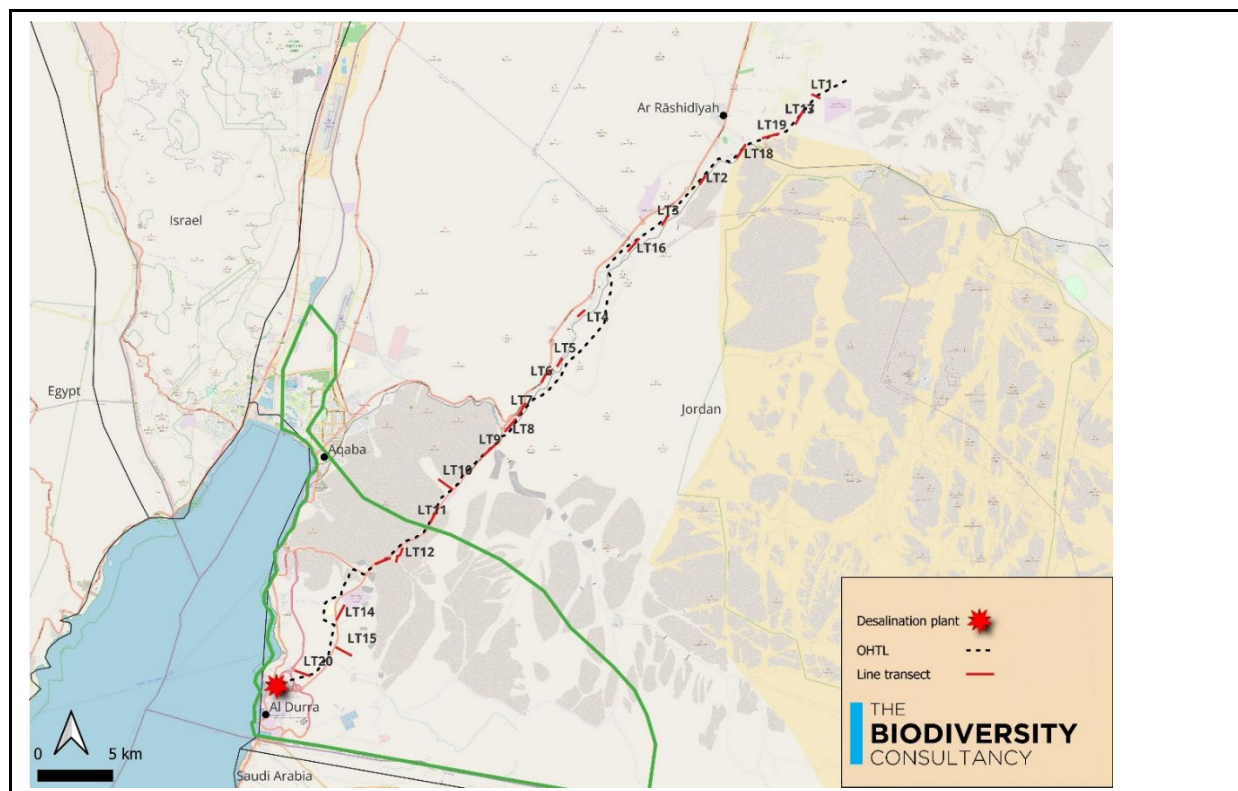 LT1
Ar Rāshidīyah
LT13
LT19
LT18
LT2
LT3
Israel
LT16
LT4
LT5
LT6
Egypt
LT7
Jordan
LT8
LT9
Aqaba
LT10
LT11
LT12
LT14
LT15
LT20
Al Durra
0 5 km
Saudi Arabia
Desalination plant
OHTL
Line transect
THE
BIODIVERSITY
CONSULTANCY